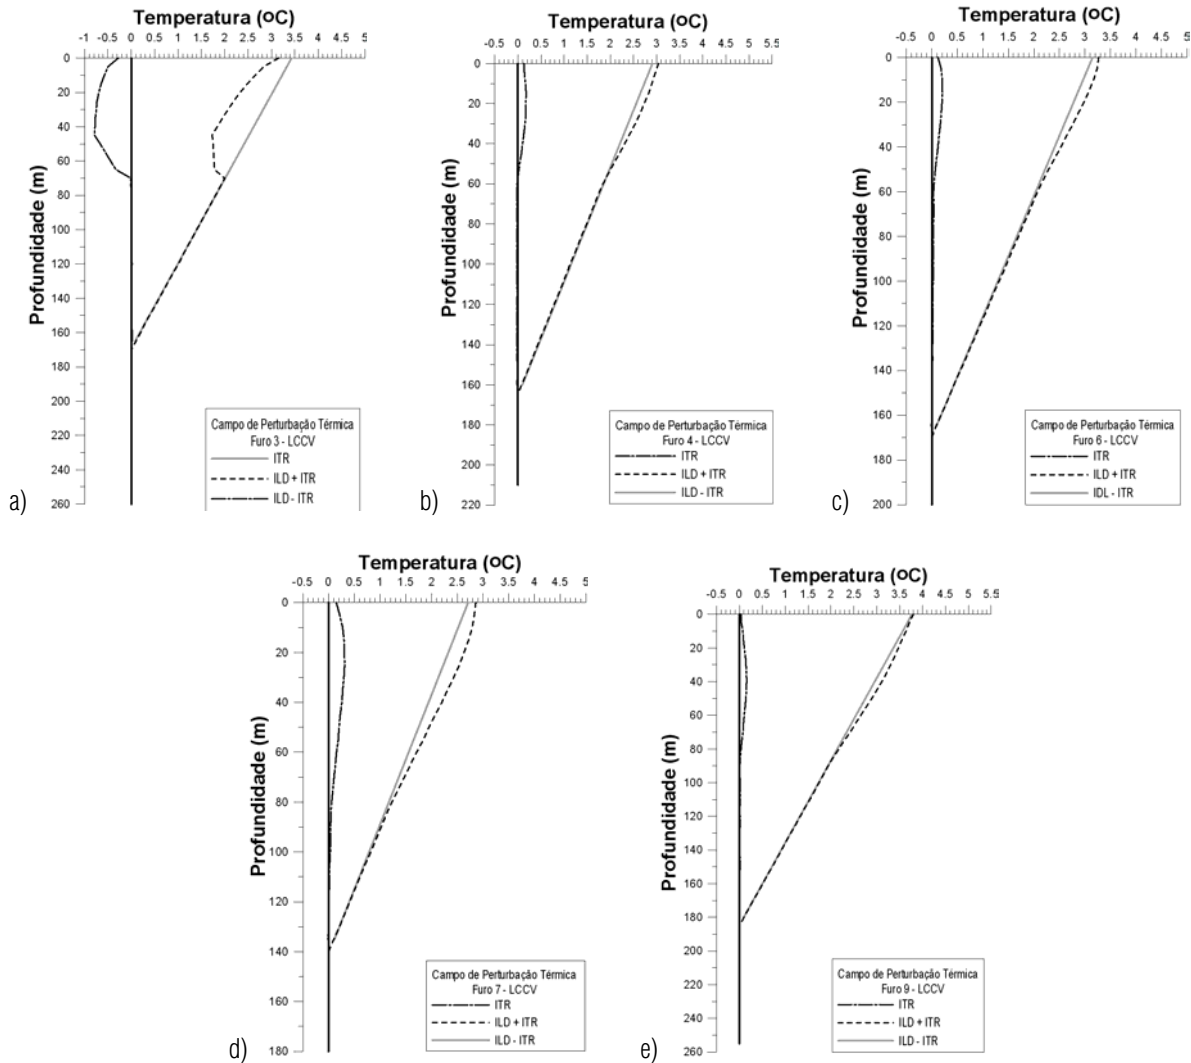 Temperatura (ºC)
-1 -0.5 0 0.5 1 1.5 2 2.5 3 3.5 4 4.5 5
Profundidade (m)
0
20
40
60
80
100
120
140
160
180
200
220
240
260
Campo de Perturbação Térmica
Furo 3 - LCCV
ITR
ILD + ITR
ILD - ITR
a)
Temperatura (ºC)
-0.5 0 0.5 1 1.5 2 2.5 3 3.5 4 4.5 5 5.5
Profundidade (m)
0
20
40
60
80
100
120
140
160
180
200
220
Campo de Perturbação Térmica
Furo 4 - LCCV
ITR
ILD + ITR
ILD - ITR
b)
Temperatura (ºC)
-0.5 0 0.5 1 1.5 2 2.5 3 3.5 4 4.5 5
Profundidade (m)
0
20
40
60
80
100
120
140
160
180
200
Campo de Perturbação Térmica
Furo 6 - LCCV
ITR
ILD + ITR
IDL - ITR
c)
Temperatura (ºC)
-0.5 0 0.5 1 1.5 2 2.5 3 3.5 4 4.5 5
Profundidade (m)
0
20
40
60
80
100
120
140
160
180
Campo de Perturbação Térmica
Furo 7 - LCCV
ITR
ILD + ITR
ILD - ITR
d)
Temperatura (ºC)
-0.5 0 0.5 1 1.5 2 2.5 3 3.5 4 4.5 5 5.5
Profundidade (m)
0
20
40
60
80
100
120
140
160
180
200
220
240
260
Campo de Perturbação Térmica
Furo 9 - LCCV
ITR
ILD + ITR
ILD - ITR
e)